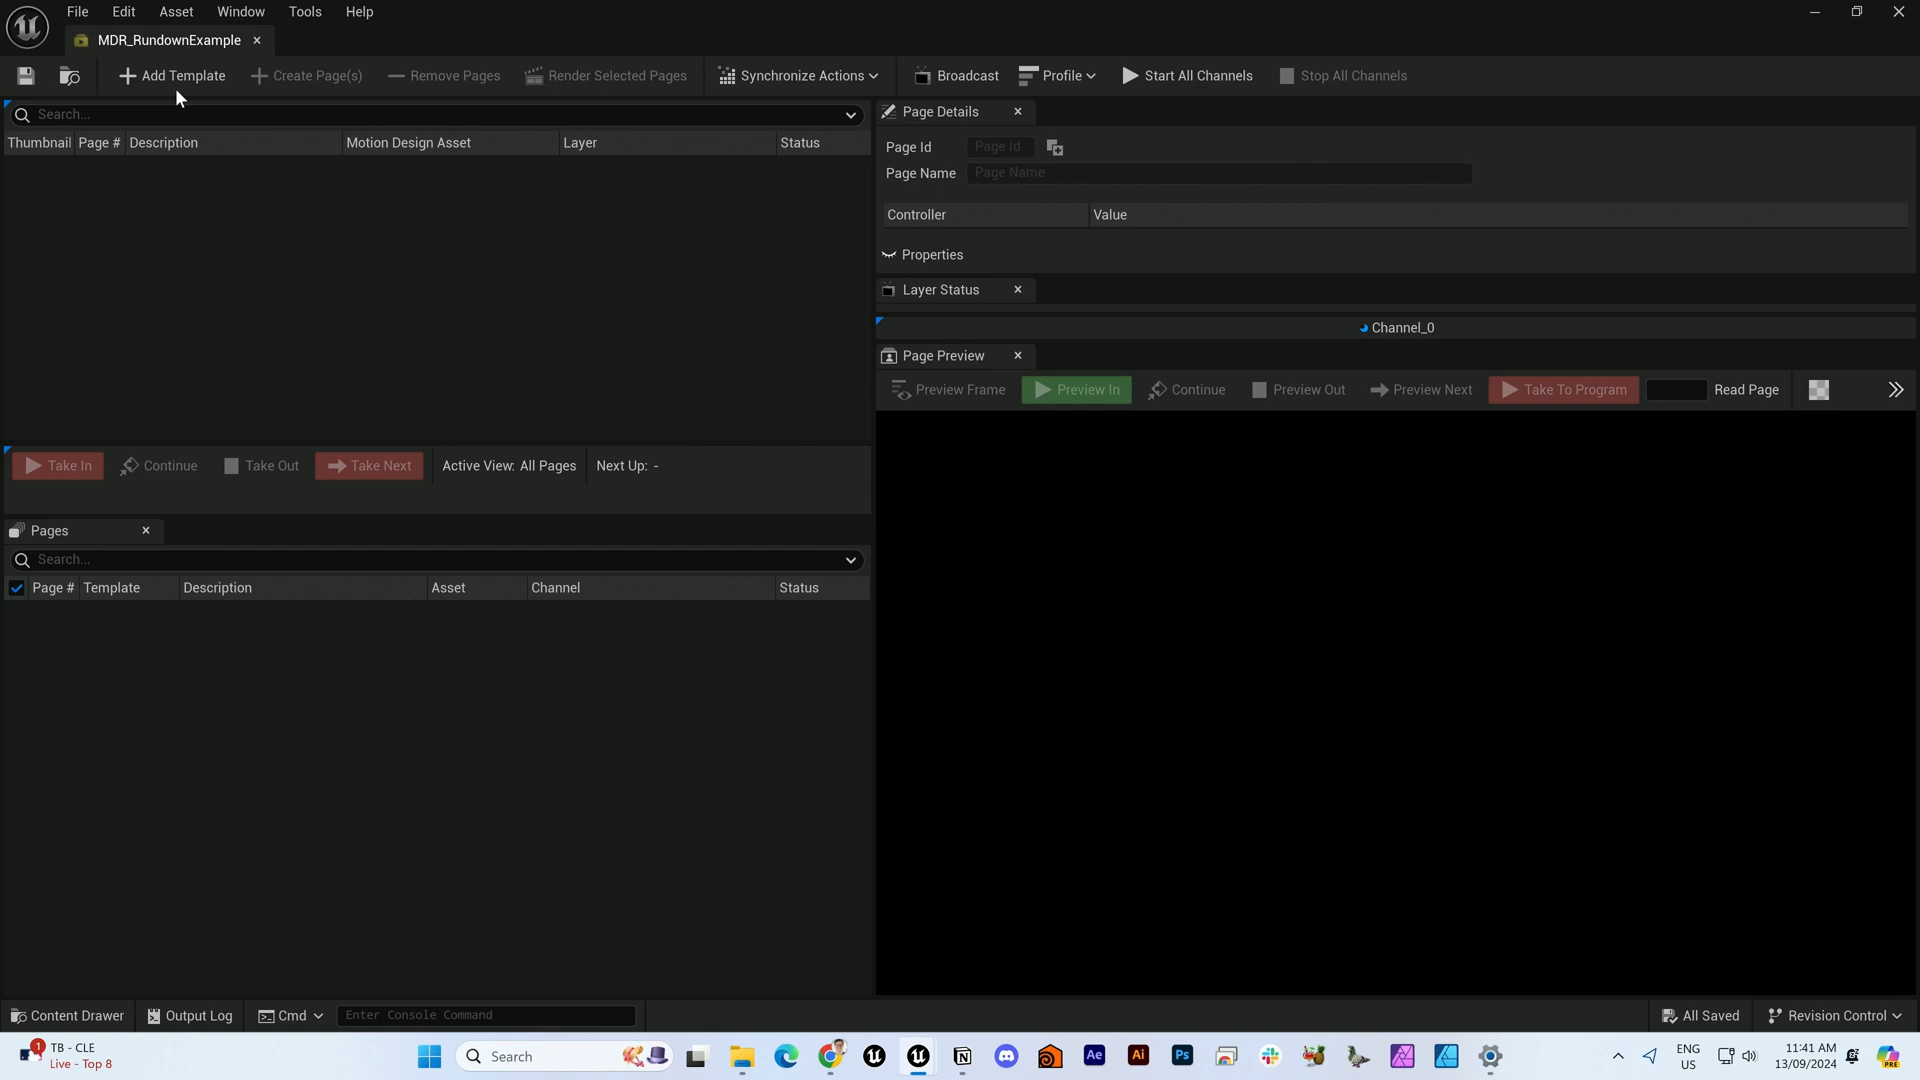 File Edit Asset Window Tools Help
MDR_RundownExample
Add Template Create Page(s) Remove Pages Render Selected Pages Synchronize Actions Broadcast Profile Start All Channels Stop All Channels
Search...
Thumbnail Page # Description Motion Design Asset Layer Status
Page Details
Page Id Page Id
Page Name Page Name
Controller Value
Properties
Layer Status
Channel_0
Page Preview
Preview Frame Preview In Continue Preview Out Preview Next Take To Program Read Page
Take In Continue Take Out Take Next Active View: All Pages Next Up: -
Pages
Search...
Page # Template Description Asset Channel Status
Content Drawer Output Log Cmd Enter Console Command All Saved Revision Control
1 TB - CLE
Live - Top 8
Search
Ae Ai Ps
ENG
US
11:41 AM
13/09/2024
PRE